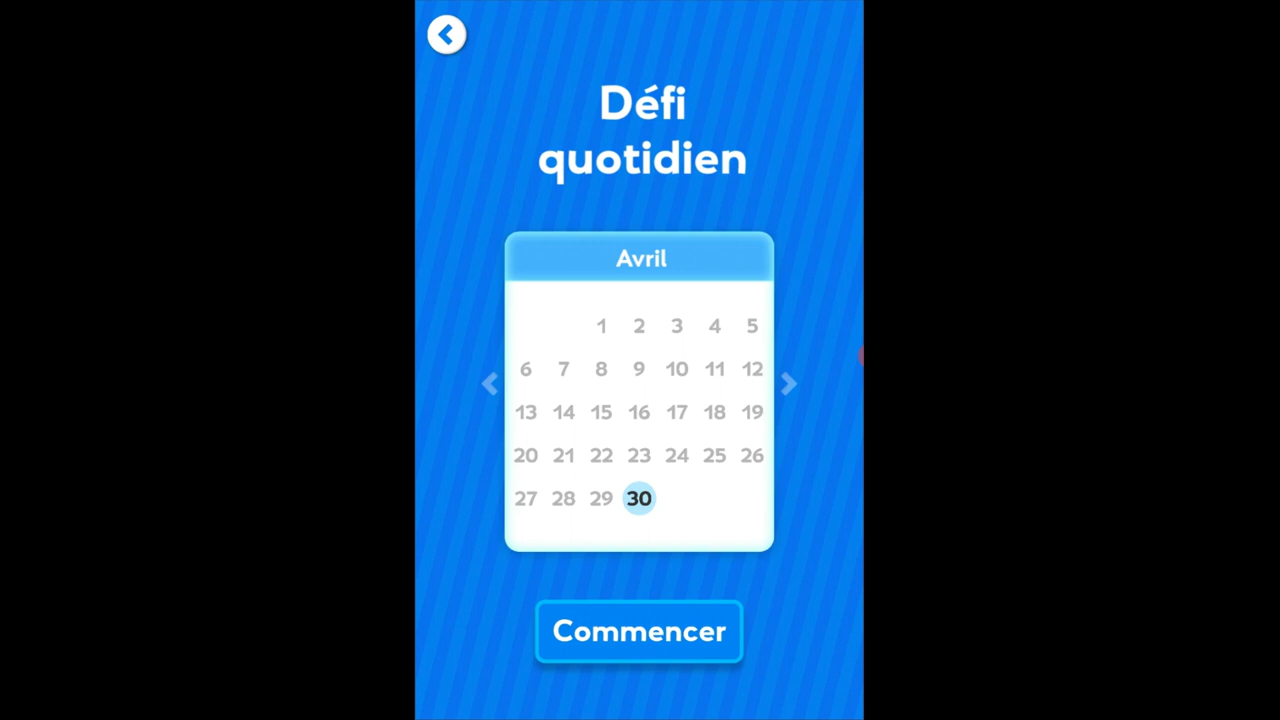 Défi
quotidien
Avril
1 2 3 4 5
6 7 8 9 10 11 12
13 14 15 16 17 18 19
20 21 22 23 24 25 26
27 28 29 30
Commencer